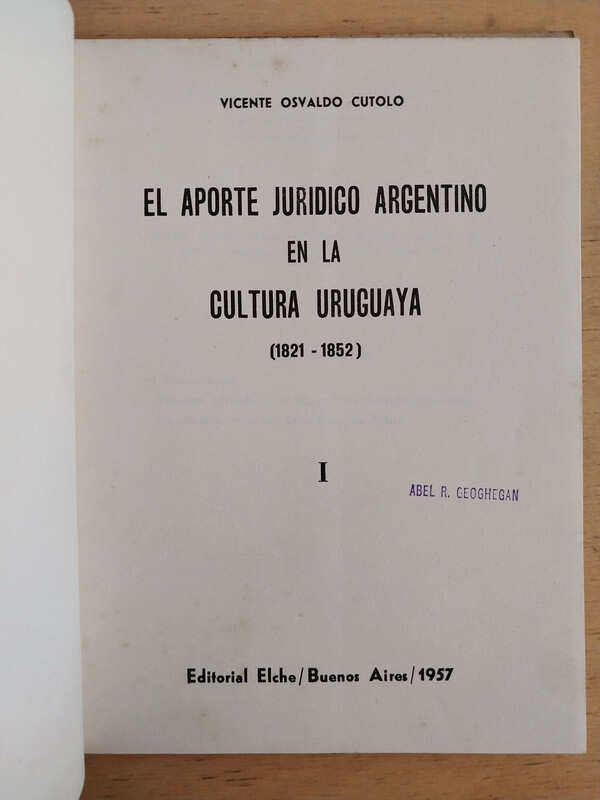 VICENTE OSVALDO CUTOLO
EL APORTE JURIDICO ARGENTINO
EN LA
CULTURA URUGUAYA
(1821 - 1852)
I
ABEL R. GEOGHEGAN
Editorial Elche/Buenos Aires/1957